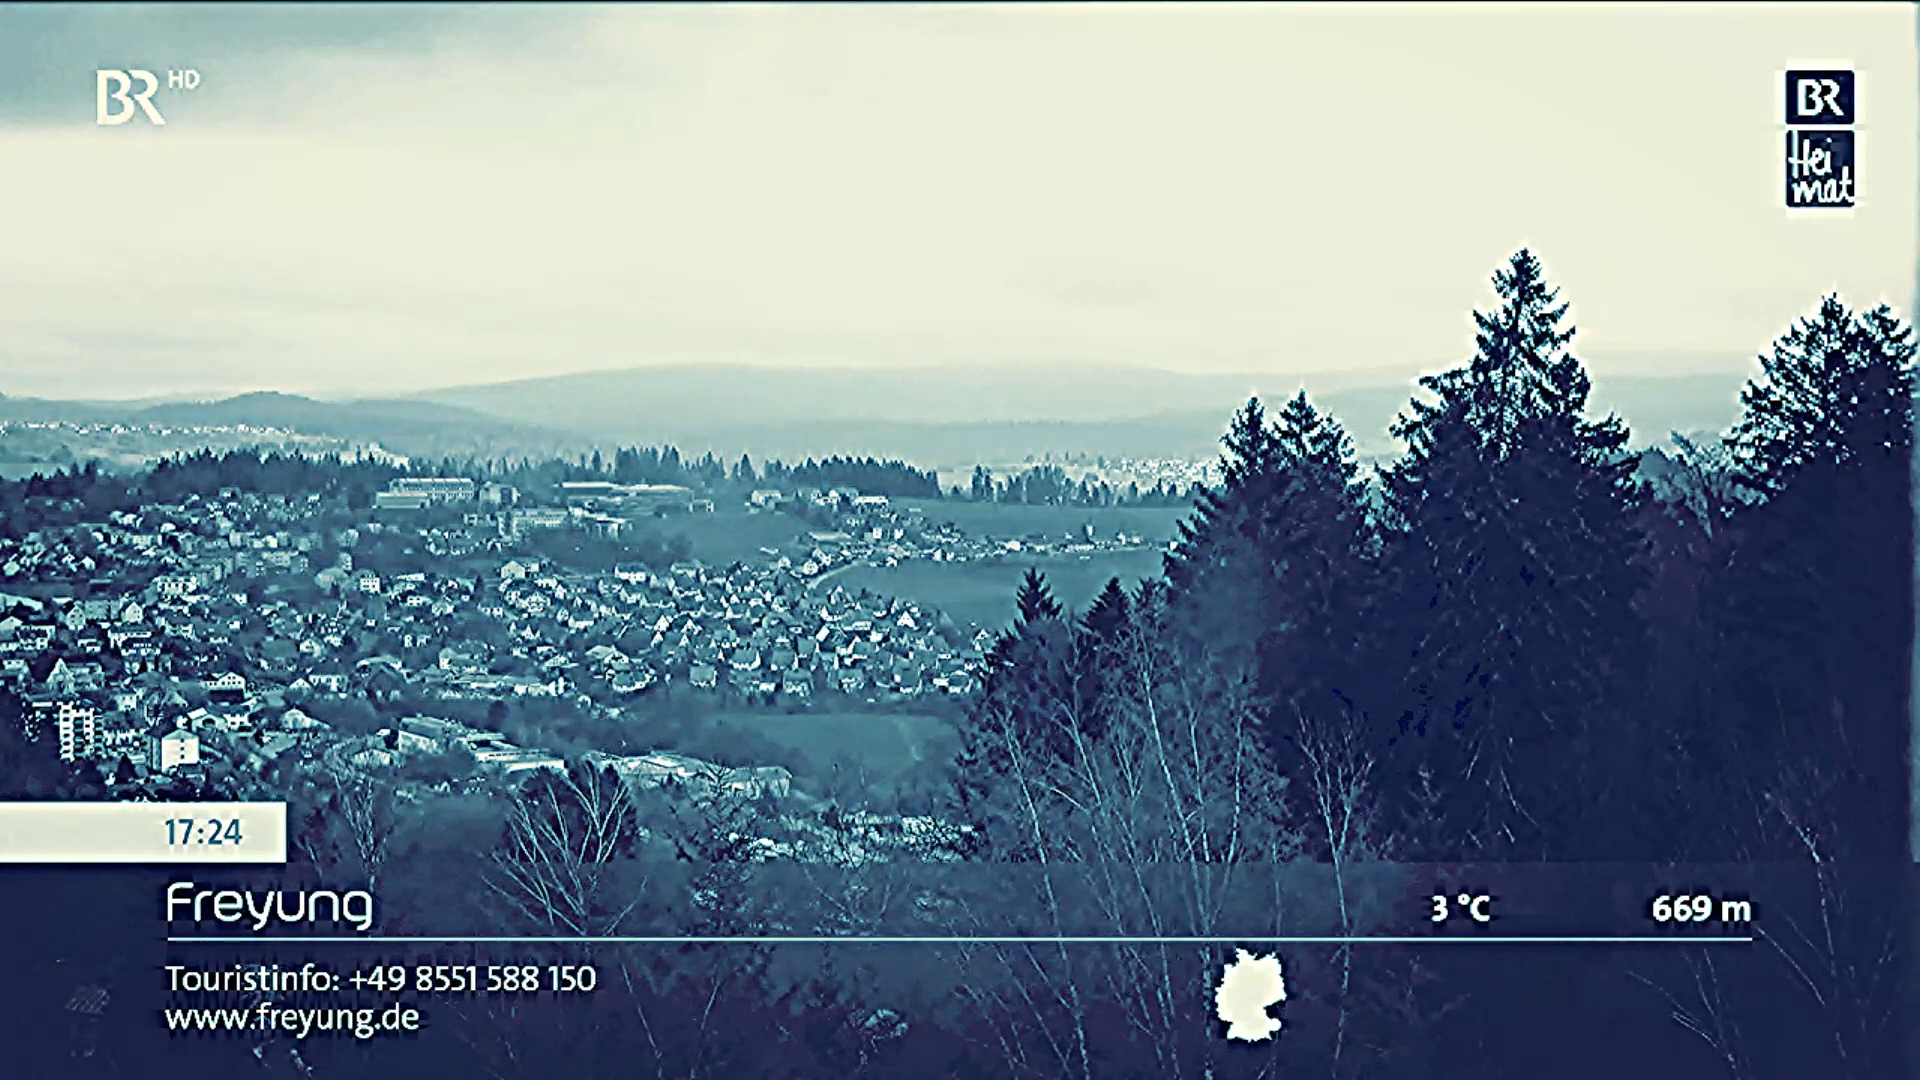 BR HD
BR
Hei
mat
17:24
Freyung
3 °C
669 m
Touristinfo: +49 8551 588 150
www.freyung.de